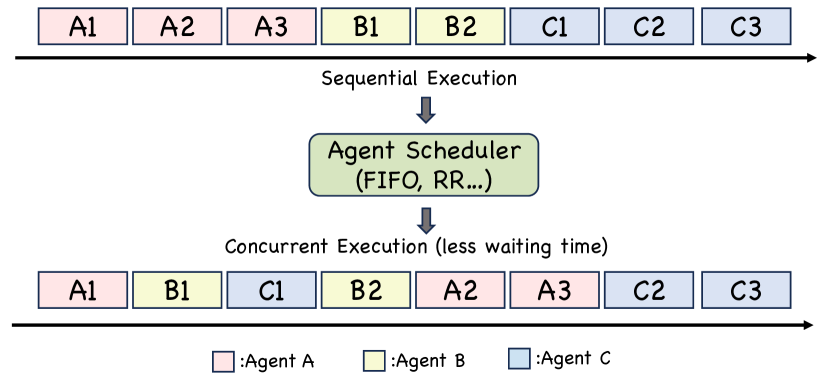 A1 A2 A3 B1 B2 C1 C2 C3
Sequential Execution
Agent Scheduler
(FIFO, RR...)
Concurrent Execution (less waiting time)
A1 B1 C1 B2 A2 A3 C2 C3
:Agent A :Agent B :Agent C